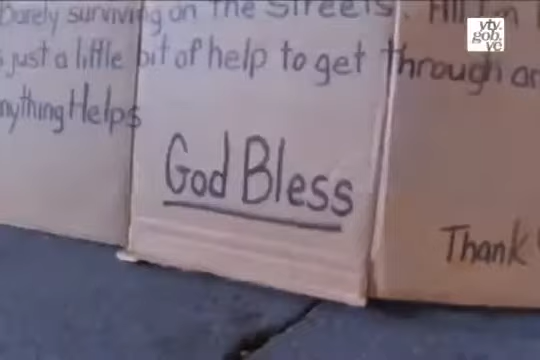 Barely surviving on The Streets.
just a little bit of help to get through
nything Helps
God Bless
Thank
ytv.
gob.
ve